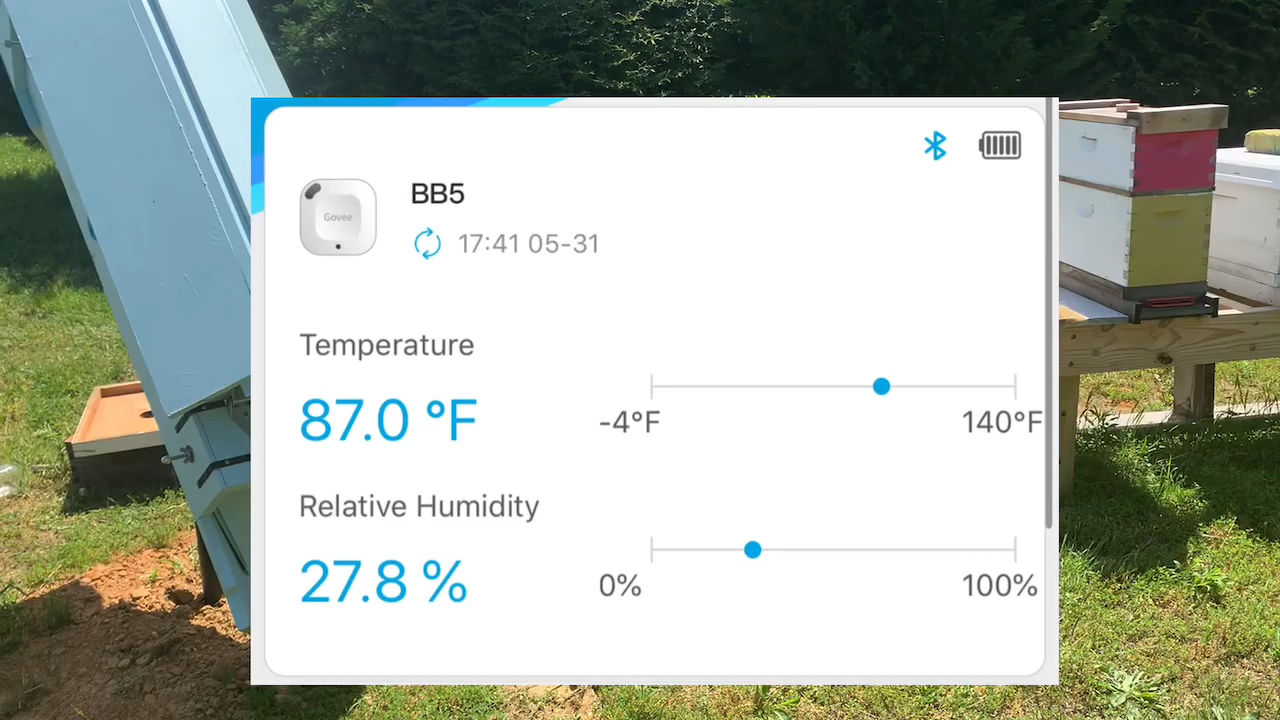 BB5
Govee
17:41 05-31
Temperature
87.0 °F
-4°F
140°F
Relative Humidity
27.8 %
0%
100%